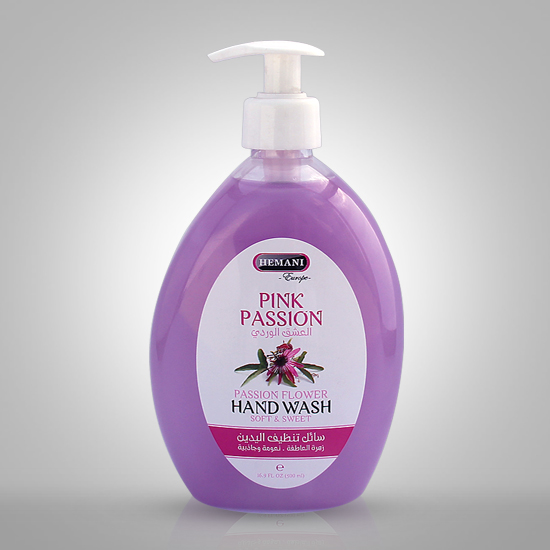 HEMANI
- Europe -
PINK
PASSION
العشق الوردي
PASSION FLOWER
HAND WASH
SOFT & SWEET
سائل تنظيف اليدين
زهرة العاطفة . نعومة وجاذبية
e